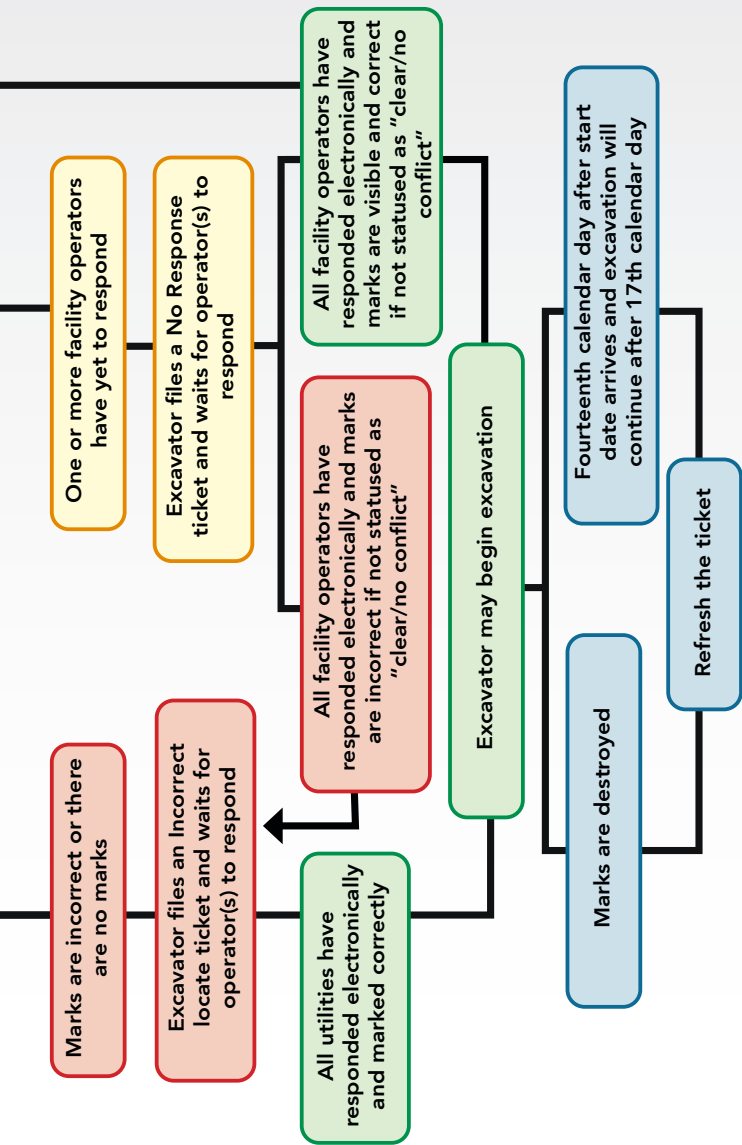 Marks are incorrect or there
are no marks
One or more facility operators
have yet to respond
Excavator files an Incorrect
locate ticket and waits for
operator(s) to respond
Excavator files a No Response
ticket and waits for operator(s) to
respond
All utilities have
responded electronically
and marked correctly
All facility operators have
responded electronically and marks
are incorrect if not statused as
“clear/no conflict”
All facility operators have
responded electronically and
marks are visible and correct
if not statused as “clear/no
conflict”
Excavator may begin excavation
Marks are destroyed
Fourteenth calendar day after start
date arrives and excavation will
continue after 17th calendar day
Refresh the ticket